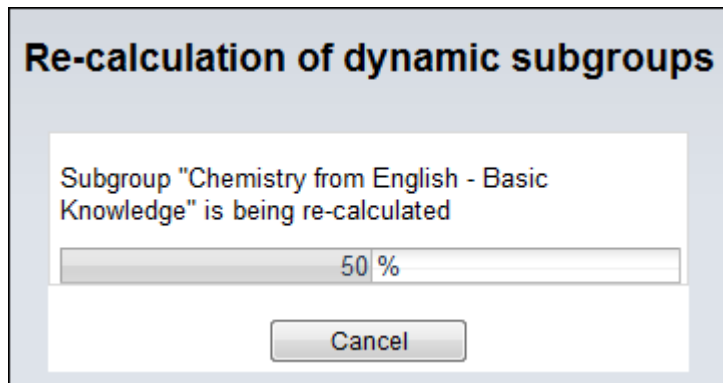 Re-calculation of dynamic subgroups
Subgroup "Chemistry from English - Basic
Knowledge" is being re-calculated
50 %
Cancel